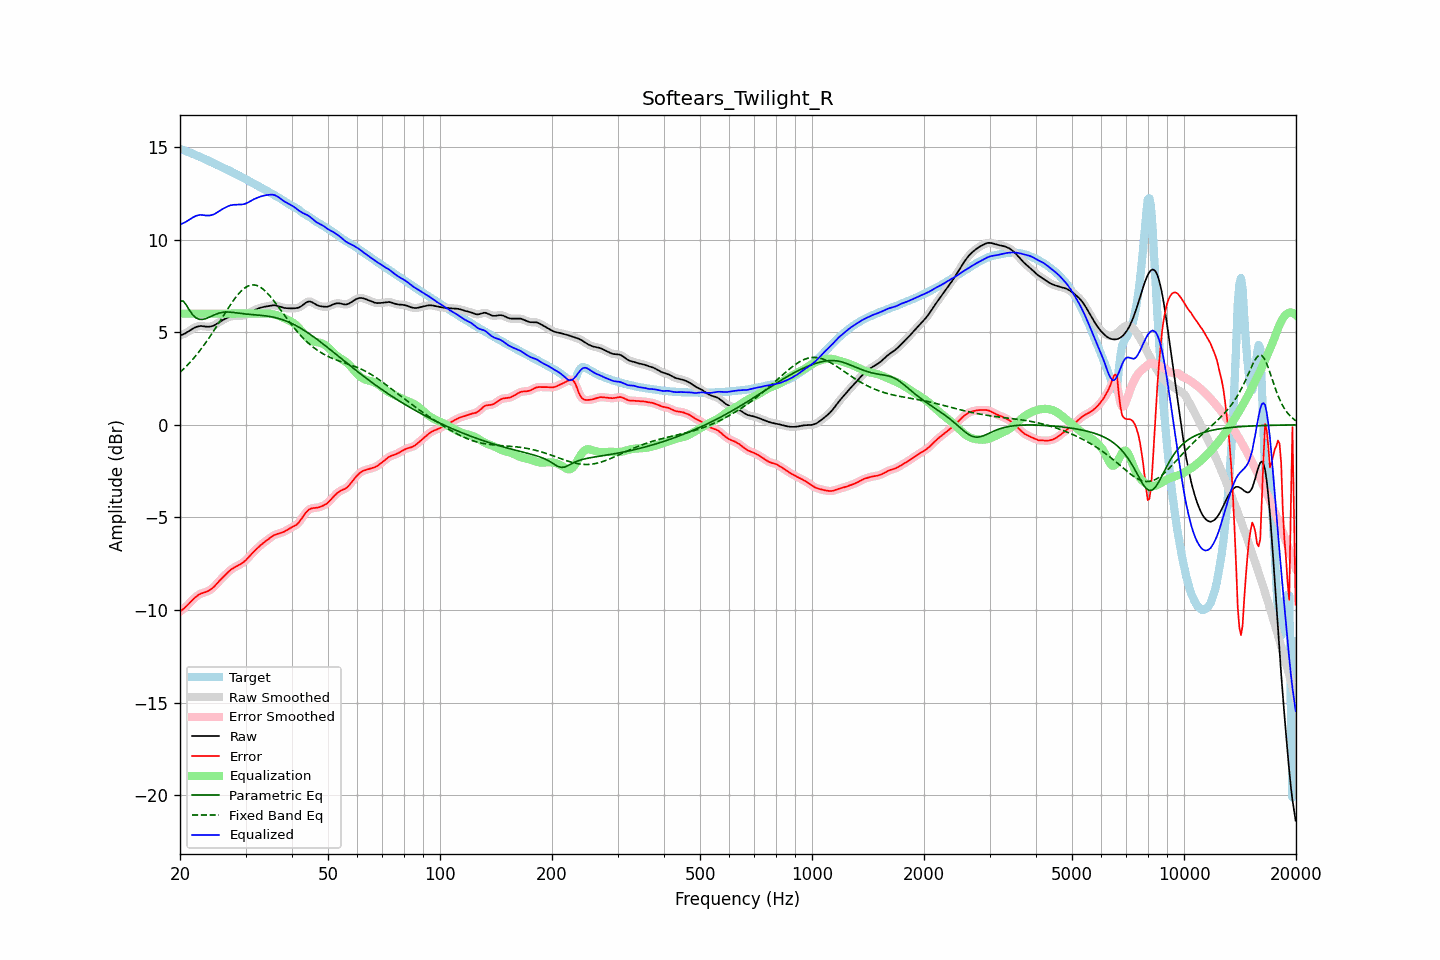 Softears_Twilight_R
15
10
5
0
−5
−10
−15
−20
Amplitude (dBr)
Target
Raw Smoothed
Error Smoothed
Raw
Error
Equalization
Parametric Eq
Fixed Band Eq
Equalized
20 50 100 200 500 1000 2000 5000 10000 20000
Frequency (Hz)